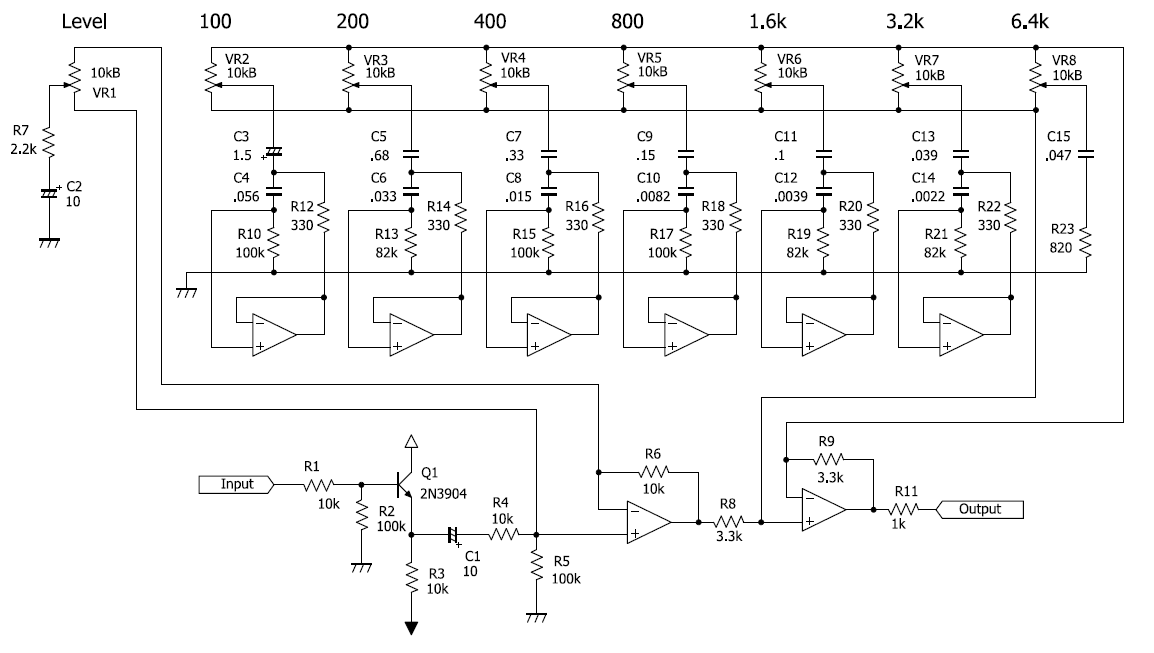 Level 100 200 400 800 1.6k 3.2k 6.4k
10kB
VR1
VR2
10kB
VR3
10kB
VR4
10kB
VR5
10kB
VR6
10kB
VR7
10kB
VR8
10kB
R7
2.2k
C2
10
+
C3
1.5
+
C5
.68
C7
.33
C9
.15
C11
.1
C13
.039
C15
.047
C4
.056
C6
.033
C8
.015
C10
.0082
C12
.0039
C14
.0022
R12
330
R14
330
R16
330
R18
330
R20
330
R22
330
R10
100k
R13
82k
R15
100k
R17
100k
R19
82k
R21
82k
R23
820
−
+
−
+
−
+
−
+
−
+
−
+
Input
R1
10k
R2
100k
Q1
2N3904
R3
10k
C1
10
+
R4
10k
R5
100k
R6
10k
−
+
R8
3.3k
R9
3.3k
−
+
R11
1k
Output